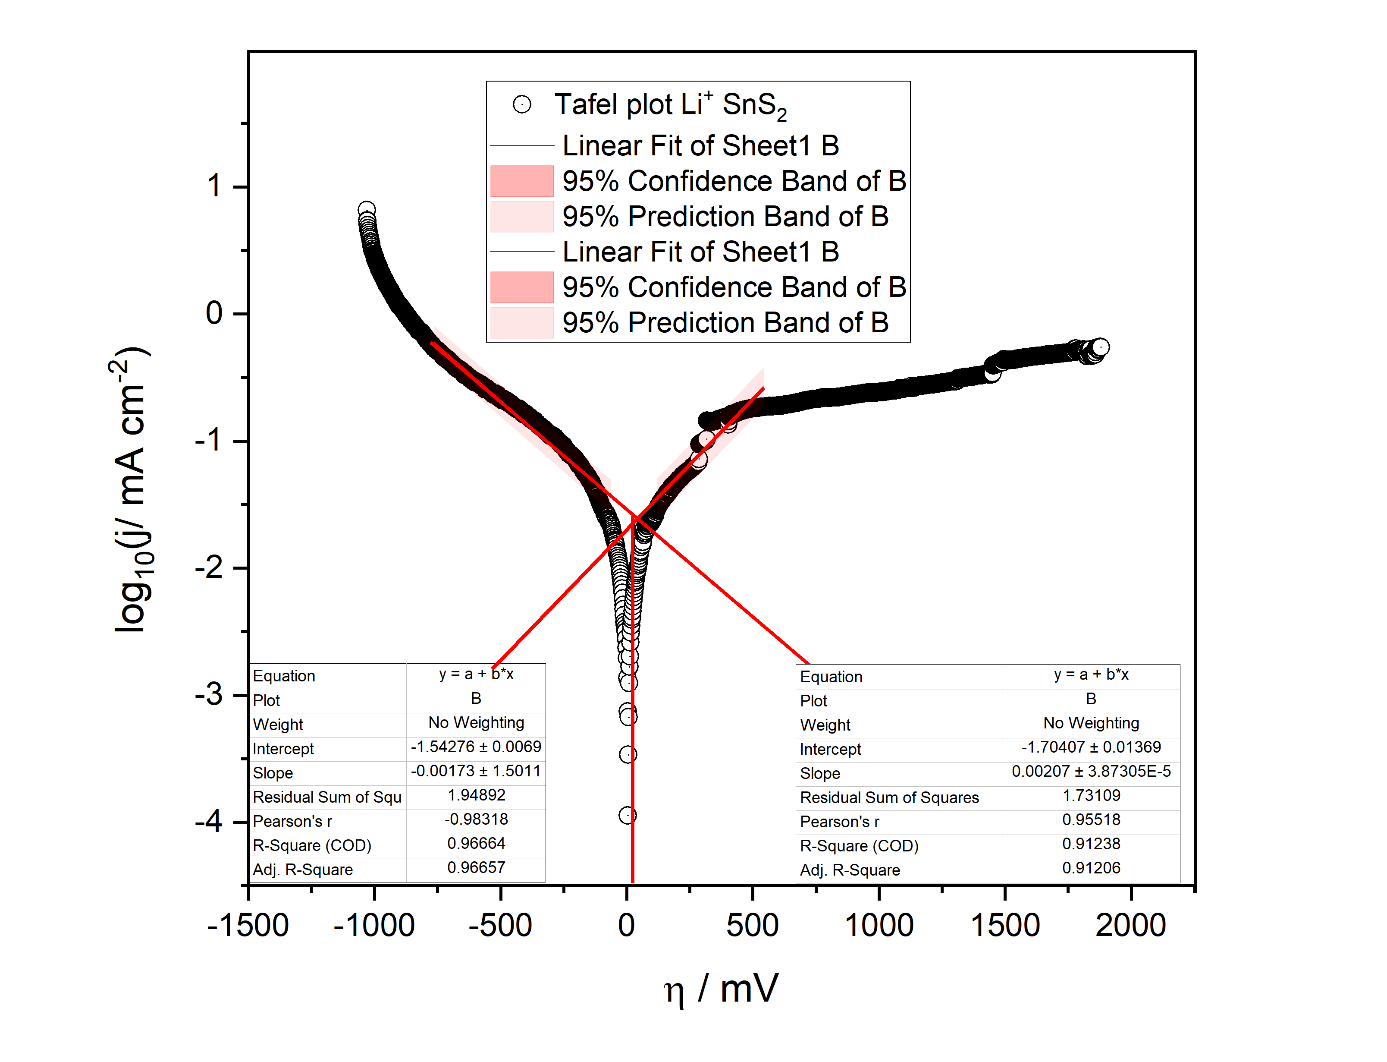 Tafel plot Li⁺ SnS₂
Linear Fit of Sheet1 B
95% Confidence Band of B
95% Prediction Band of B
Linear Fit of Sheet1 B
95% Confidence Band of B
95% Prediction Band of B
1
0
-1
-2
-3
-4
log₁₀(j/ mA cm⁻²)
Equation y = a + b*x
Plot B
Weight No Weighting
Intercept -1.54276 ± 0.0069
Slope -0.00173 ± 1.5011
Residual Sum of Squ 1.94892
Pearson's r -0.98318
R-Square (COD) 0.96664
Adj. R-Square 0.96657
Equation y = a + b*x
Plot B
Weight No Weighting
Intercept -1.70407 ± 0.01369
Slope 0.00207 ± 3.87305E-5
Residual Sum of Squares 1.73109
Pearson's r 0.95518
R-Square (COD) 0.91238
Adj. R-Square 0.91206
-1500 -1000 -500 0 500 1000 1500 2000
η / mV